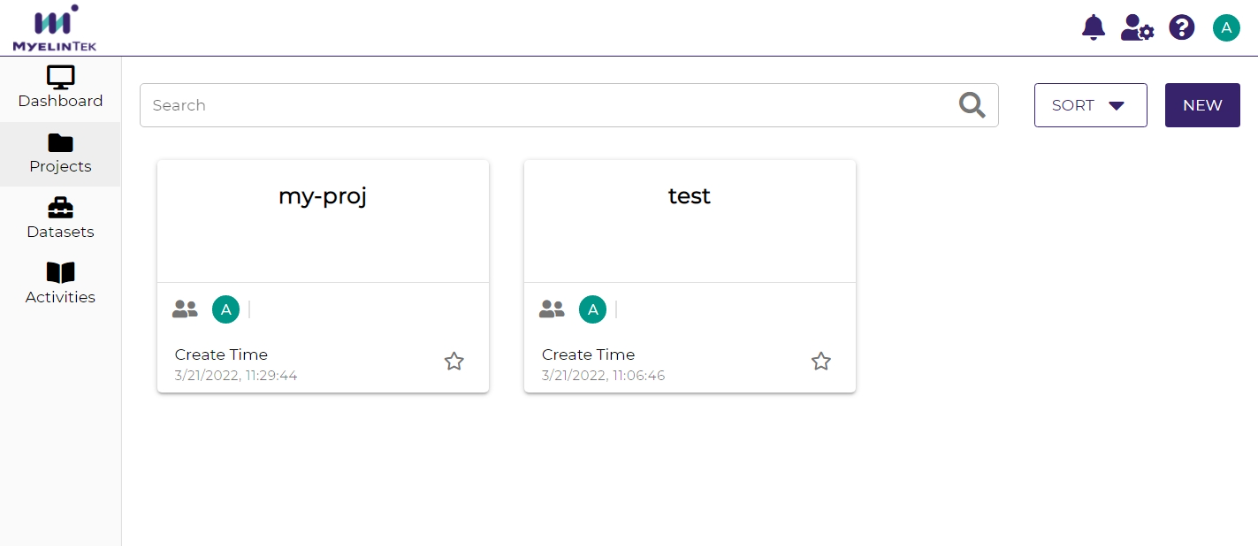 MYELINTEK
A
Dashboard
Projects
Datasets
Activities
Search
SORT
NEW
my-proj
A
Create Time
3/21/2022, 11:29:44
test
A
Create Time
3/21/2022, 11:06:46